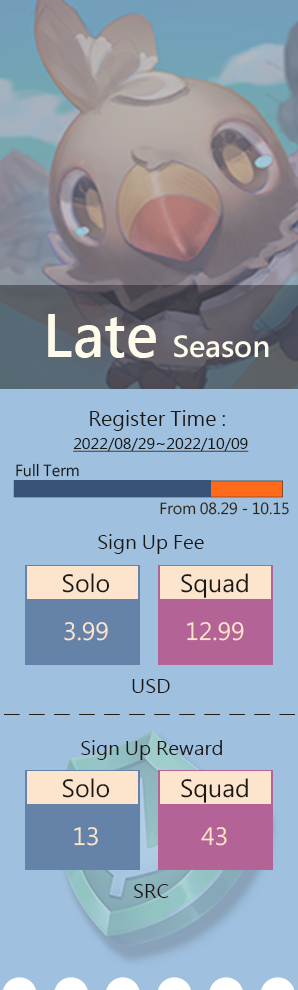 Late Season
Register Time :
2022/08/29~2022/10/09
Full Term
From 08.29 - 10.15
Sign Up Fee
Solo Squad
3.99 12.99
USD
Sign Up Reward
Solo Squad
13 43
SRC